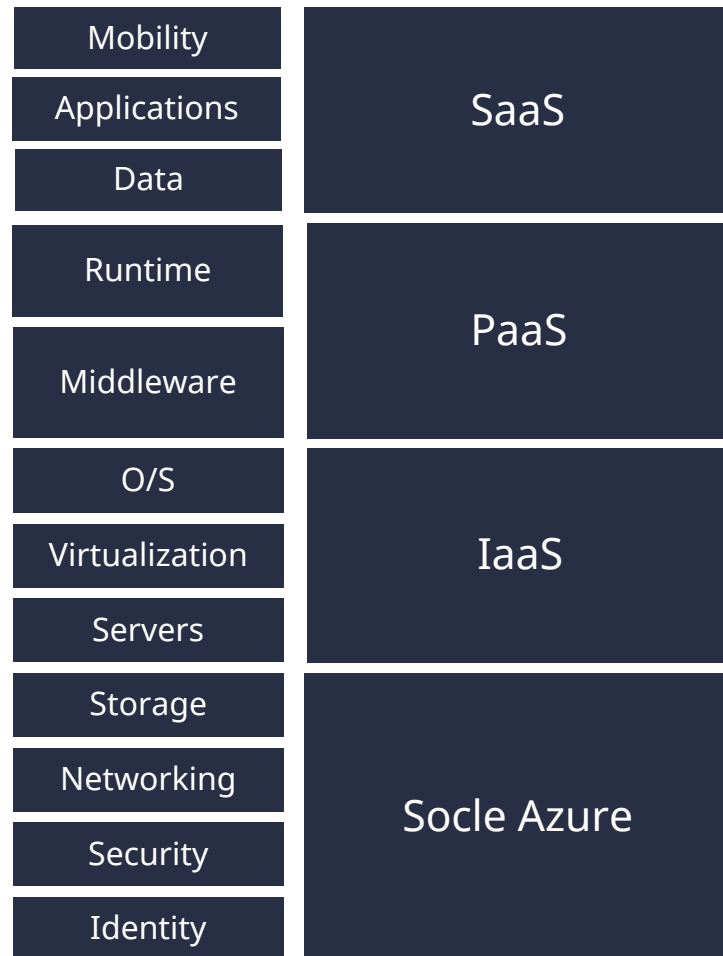 Mobility
Applications
Data
SaaS
Runtime
Middleware
PaaS
O/S
Virtualization
Servers
IaaS
Storage
Networking
Security
Identity
Socle Azure